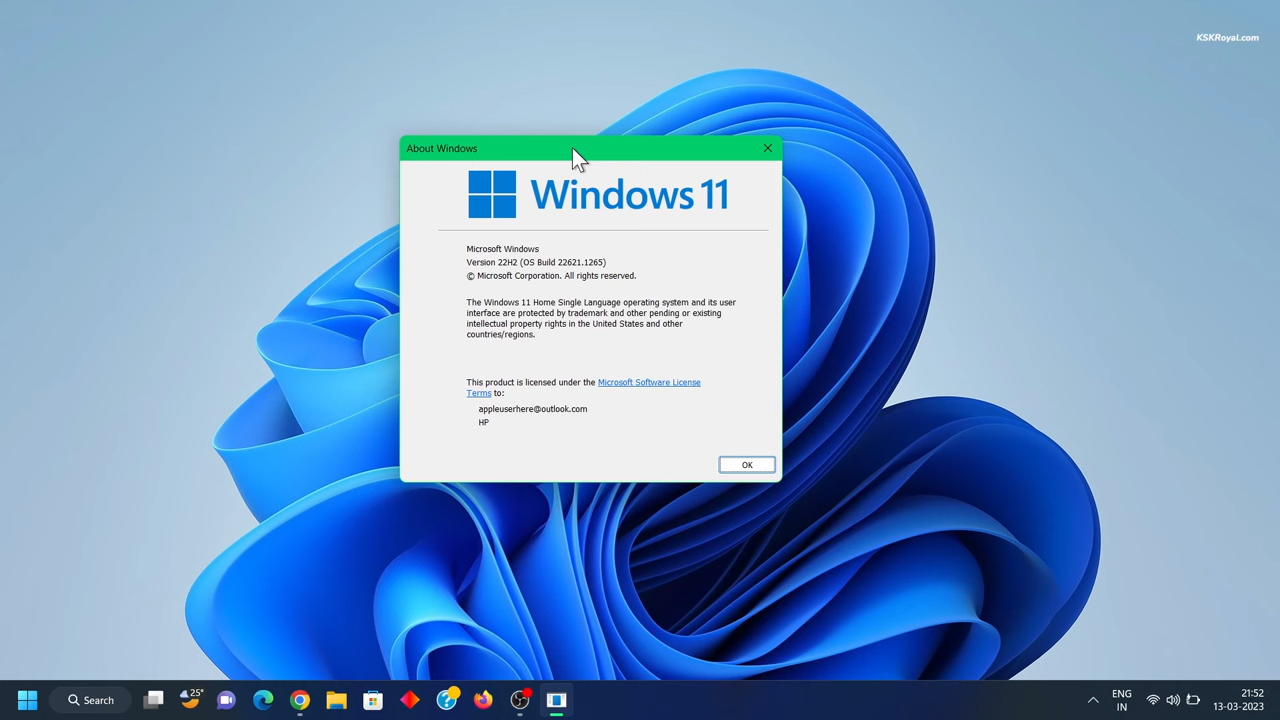 KSKRoyal.com
About Windows
Windows 11
Microsoft Windows
Version 22H2 (OS Build 22621.1265)
© Microsoft Corporation. All rights reserved.
The Windows 11 Home Single Language operating system and its user
interface are protected by trademark and other pending or existing
intellectual property rights in the United States and other
countries/regions.
This product is licensed under the Microsoft Software License
Terms to:
appleuserhere@outlook.com
HP
OK
Search
25°
ENG
IN
21:52
13-03-2023